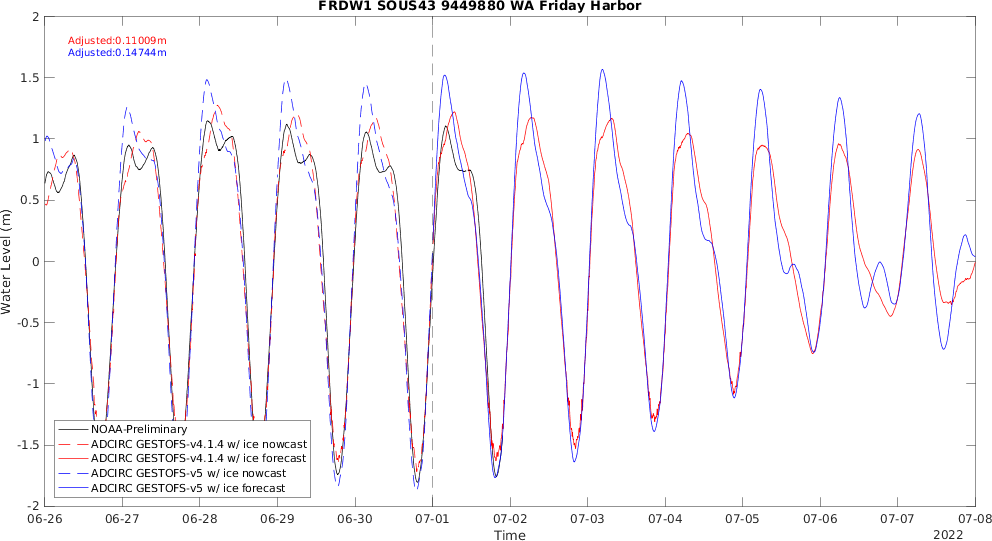 FRDW1 SOUS43 9449880 WA Friday Harbor
Adjusted:0.11009m
Adjusted:0.14744m
2
1.5
1
0.5
0
-0.5
-1
-1.5
-2
Water Level (m)
NOAA-Preliminary
ADCIRC GESTOFS-v4.1.4 w/ ice nowcast
ADCIRC GESTOFS-v4.1.4 w/ ice forecast
ADCIRC GESTOFS-v5 w/ ice nowcast
ADCIRC GESTOFS-v5 w/ ice forecast
06-26 06-27 06-28 06-29 06-30 07-01 07-02 07-03 07-04 07-05 07-06 07-07 07-08
Time
2022